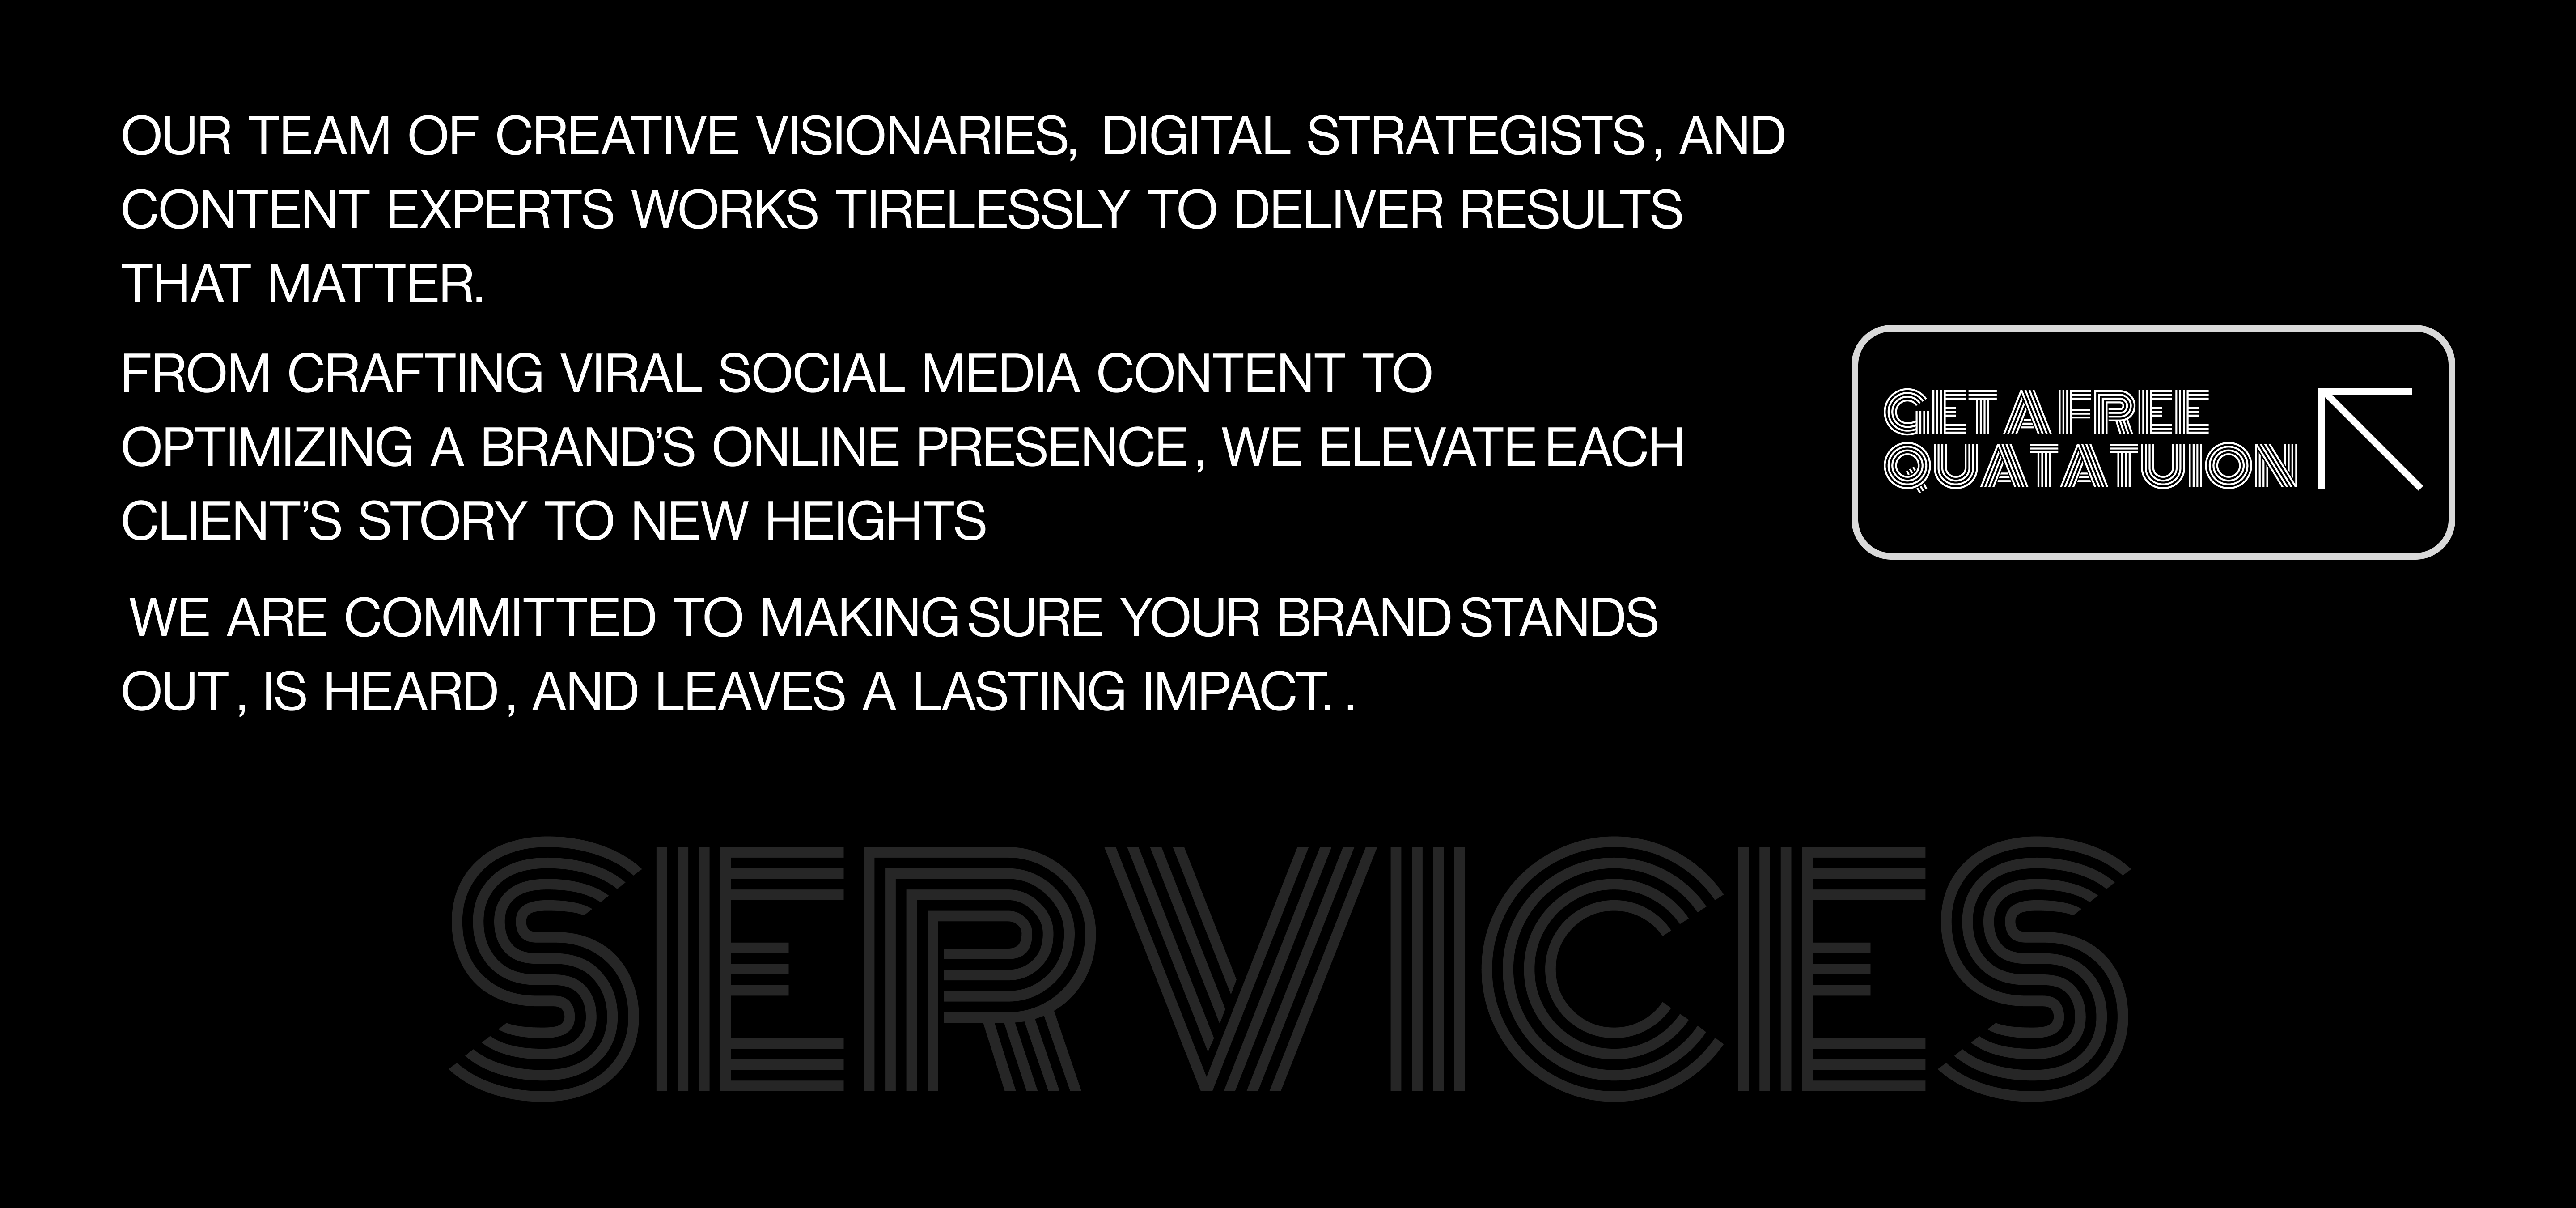 OUR TEAM OF CREATIVE VISIONARIES, DIGITAL STRATEGISTS , AND
CONTENT EXPERTS WORKS TIRELESSLY TO DELIVER RESULTS
THAT MATTER.
FROM CRAFTING VIRAL SOCIAL MEDIA CONTENT TO
OPTIMIZING A BRAND’S ONLINE PRESENCE , WE ELEVATE EACH
CLIENT’S STORY TO NEW HEIGHTS
WE ARE COMMITTED TO MAKING SURE YOUR BRAND STANDS
OUT , IS HEARD , AND LEAVES A LASTING IMPACT. .
GET A FREE
QUATATUION
SERVICES